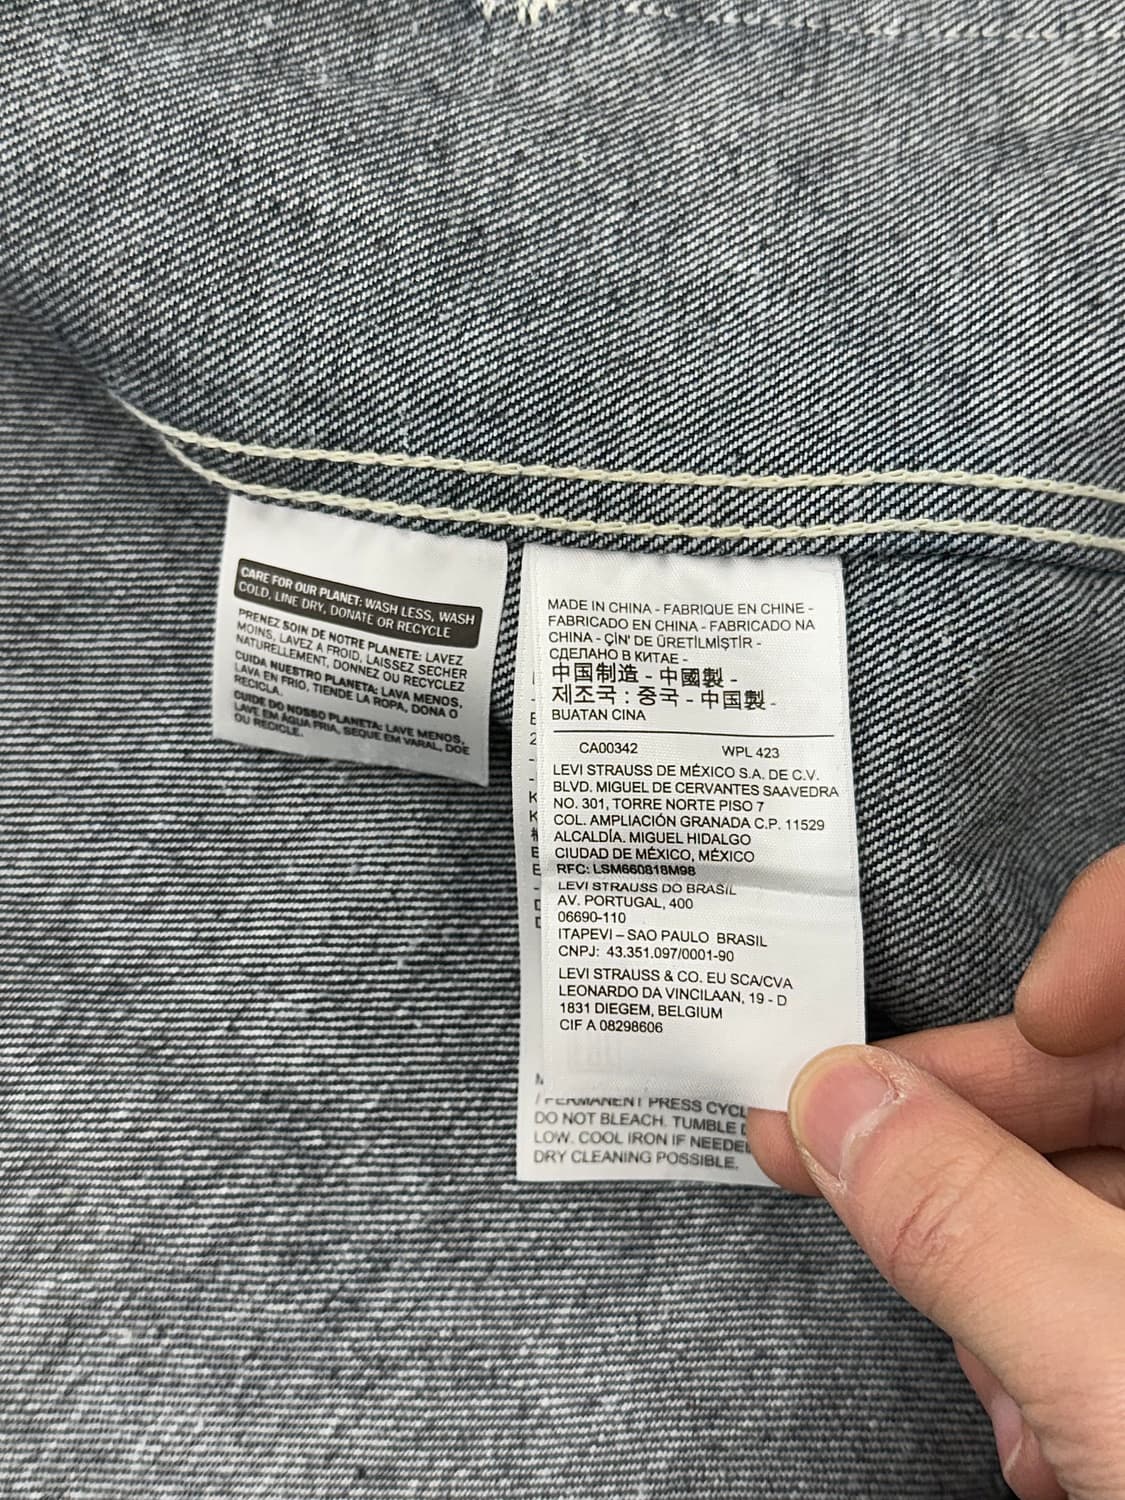 CARE FOR OUR PLANET: WASH LESS, WASH
COLD, LINE DRY, DONATE OR RECYCLE
PRENEZ SOIN DE NOTRE PLANETE: LAVEZ
MOINS, LAVEZ A FROID, LAISSEZ SECHER
NATURELLEMENT, DONNEZ OU RECYCLEZ
CUIDA NUESTRO PLANETA: LAVA MENOS,
LAVA EN FRIO, TIENDE LA ROPA, DONA O
RECICLA.
CUIDE DO NOSSO PLANETA: LAVE MENOS,
LAVE EM ÁGUA FRIA, SEQUE EM VARAL, DOE
OU RECICLE.
MADE IN CHINA - FABRIQUE EN CHINE -
FABRICADO EN CHINA - FABRICADO NA
CHINA - ÇİN' DE ÜRETİLMİŞTİR -
СДЕЛАНО В КИТАЕ -
中国制造 - 中國製 -
제조국 : 중국 - 中国製 -
BUATAN CINA
CA00342 WPL 423
LEVI STRAUSS DE MÉXICO S.A. DE C.V.
BLVD. MIGUEL DE CERVANTES SAAVEDRA
NO. 301, TORRE NORTE PISO 7
COL. AMPLIACIÓN GRANADA C.P. 11529
ALCALDÍA. MIGUEL HIDALGO
CIUDAD DE MÉXICO, MÉXICO
RFC: LSM660818M98
LEVI STRAUSS DO BRASIL
AV. PORTUGAL, 400
06690-110
ITAPEVI – SAO PAULO BRASIL
CNPJ: 43.351.097/0001-90
LEVI STRAUSS & CO. EU SCA/CVA
LEONARDO DA VINCILAAN, 19 - D
1831 DIEGEM, BELGIUM
CIF A 08298606
/ PERMANENT PRESS CYCL
DO NOT BLEACH. TUMBLE D
LOW. COOL IRON IF NEEDE
DRY CLEANING POSSIBLE.